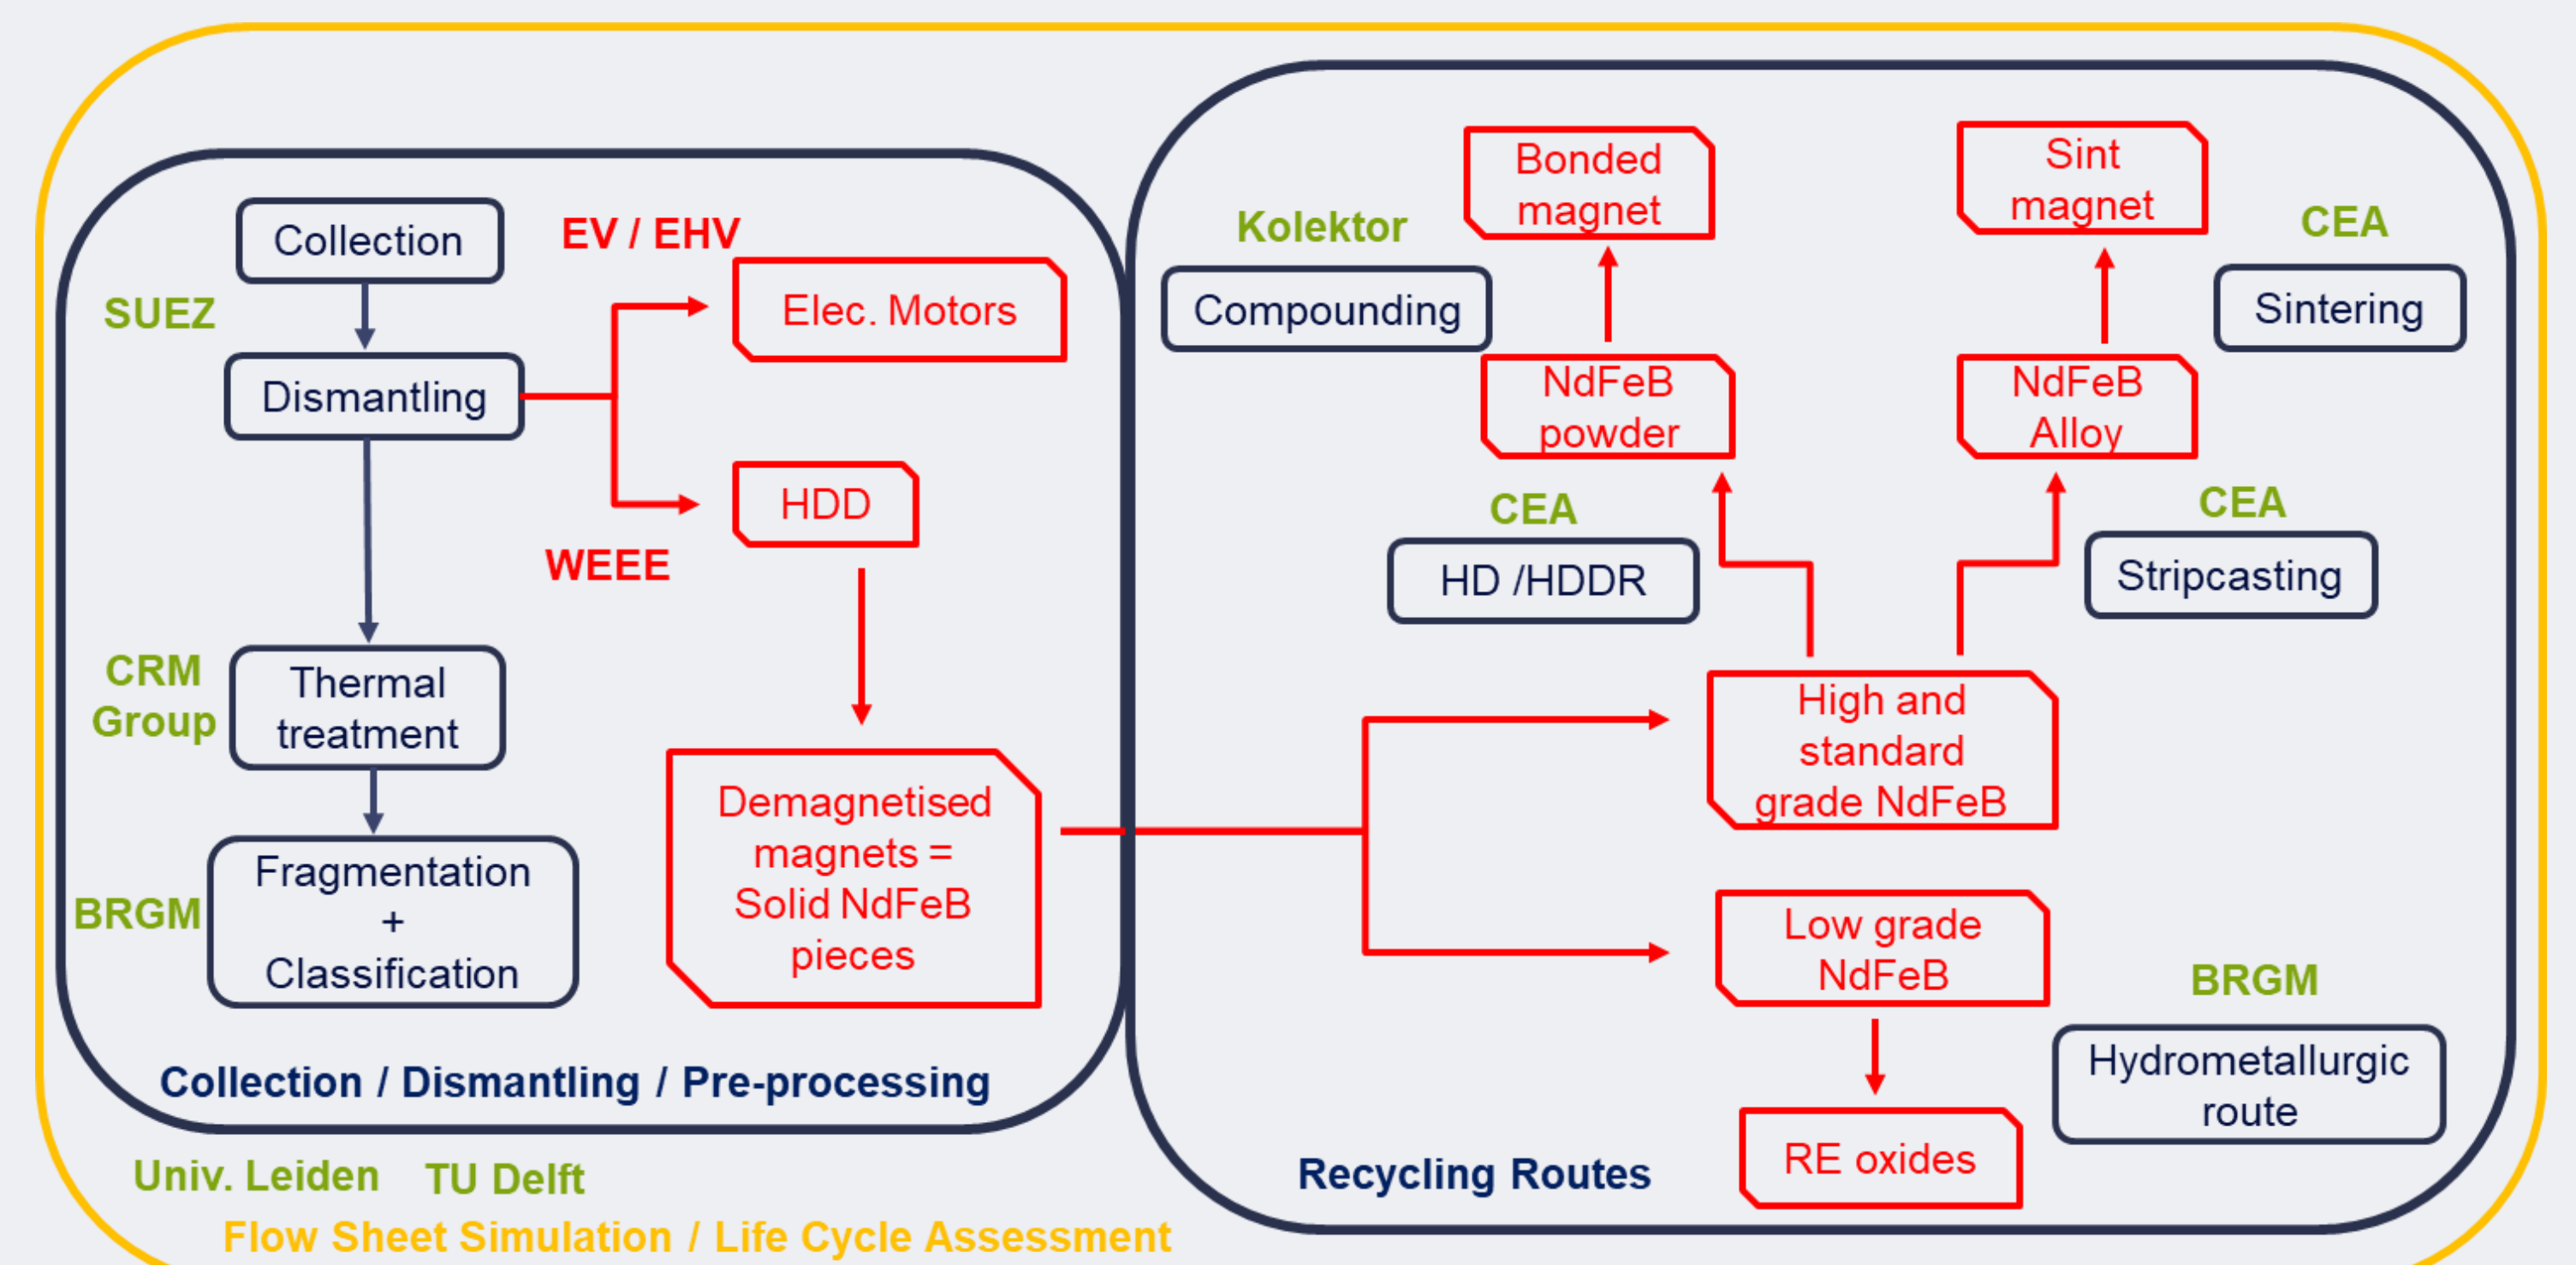 Collection
EV / EHV
SUEZ
Elec. Motors
Dismantling
HDD
WEEE
CRM
Group
Thermal
treatment
Demagnetised
magnets =
Solid NdFeB
pieces
BRGM
Fragmentation
+
Classification
Collection / Dismantling / Pre-processing
Bonded
magnet
Sint
magnet
Kolektor
CEA
Compounding
Sintering
NdFeB
powder
NdFeB
Alloy
CEA
CEA
HD /HDDR
Stripcasting
High and
standard
grade NdFeB
Low grade
NdFeB
BRGM
Hydrometallurgic
route
RE oxides
Recycling Routes
Univ. Leiden
TU Delft
Flow Sheet Simulation / Life Cycle Assessment